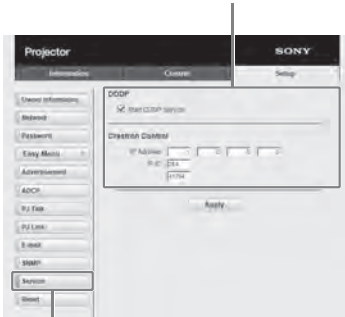 Projector
SONY
Information
Control
Setup
Owner Information
Network
Password
Easy Menu
Advertisement
ADCP
PJ Talk
PJ Link
E-mail
SNMP
Service
Reset
DDDP
Start DDDP Service
Crestron Control
IP Address
IP ID
41794
Apply